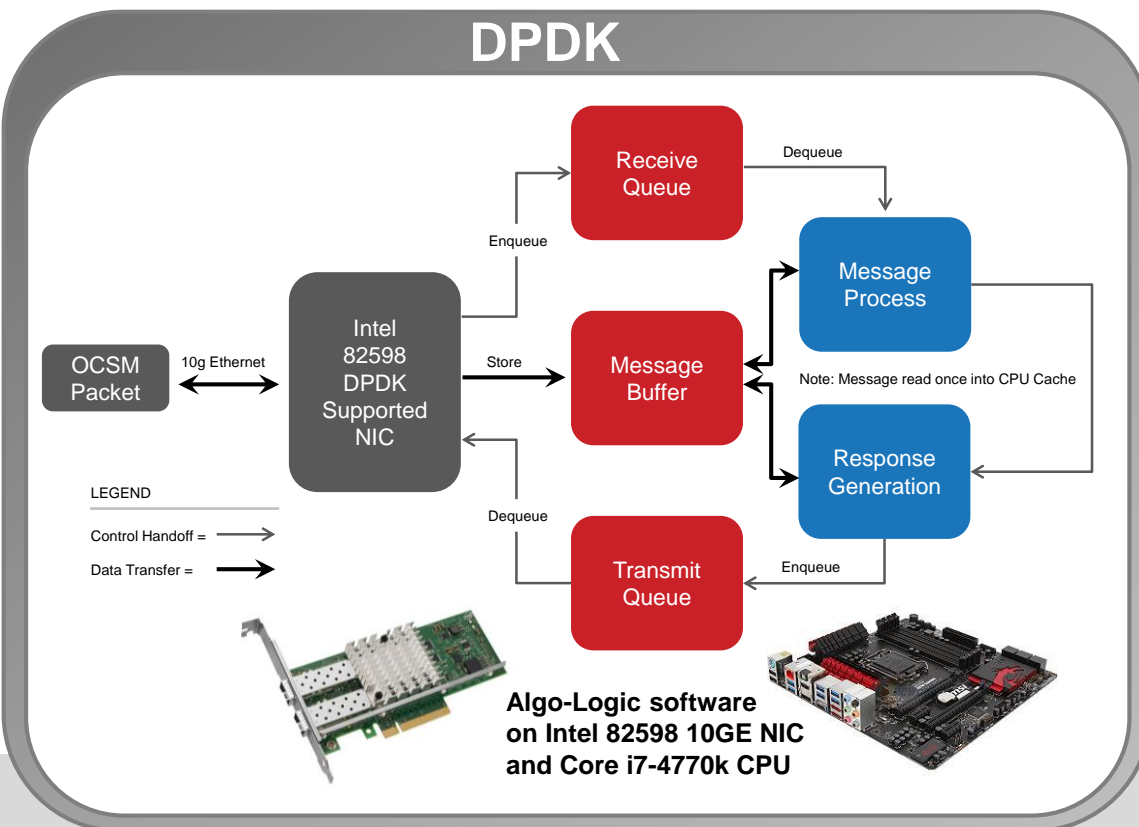 DPDK
Receive
Queue
Dequeue
Enqueue
Message
Process
Intel
82598
DPDK
Supported
NIC
OCSM
Packet
10g Ethernet
Store
Message
Buffer
Note: Message read once into CPU Cache
Response
Generation
LEGEND
Control Handoff =
Data Transfer =
Dequeue
Enqueue
Transmit
Queue
Algo-Logic software
on Intel 82598 10GE NIC
and Core i7-4770k CPU